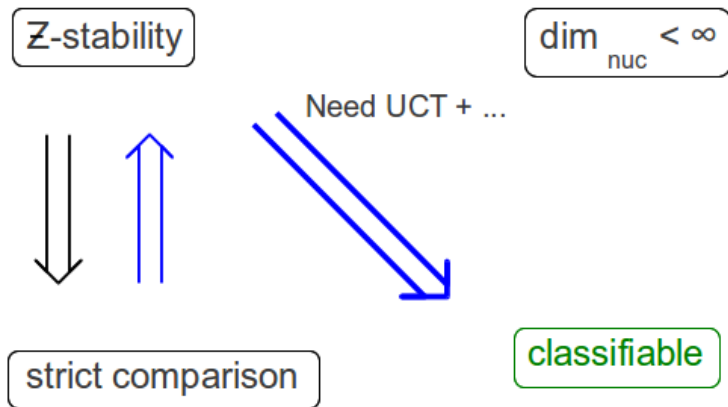 Ƶ-stability
dim nuc < ∞
Need UCT + ...
strict comparison
classifiable